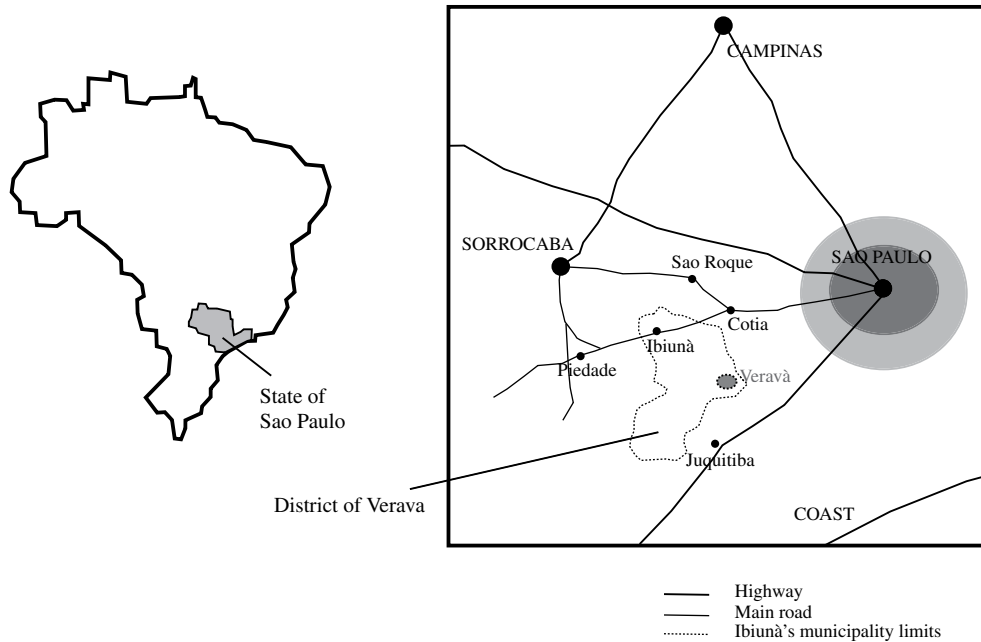 CAMPINAS
SORROCABA
SAO PAULO
Sao Roque
Cotia
Ibiunà
Piedade
Veravà
State of
Sao Paulo
Juquitiba
District of Verava
COAST
Highway
Main road
Ibiunà's municipality limits